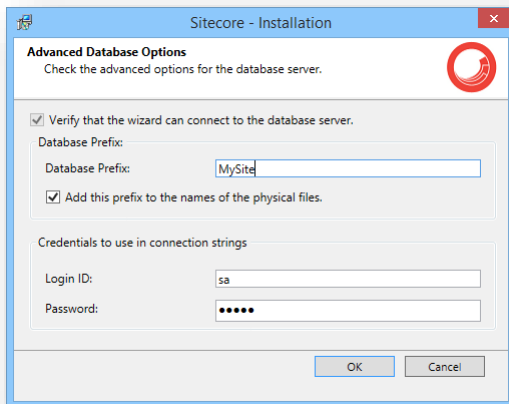 Sitecore - Installation
Advanced Database Options
Check the advanced options for the database server.
Verify that the wizard can connect to the database server.
Database Prefix:
Database Prefix: MySite
Add this prefix to the names of the physical files.
Credentials to use in connection strings
Login ID: sa
Password: •••••
OK Cancel